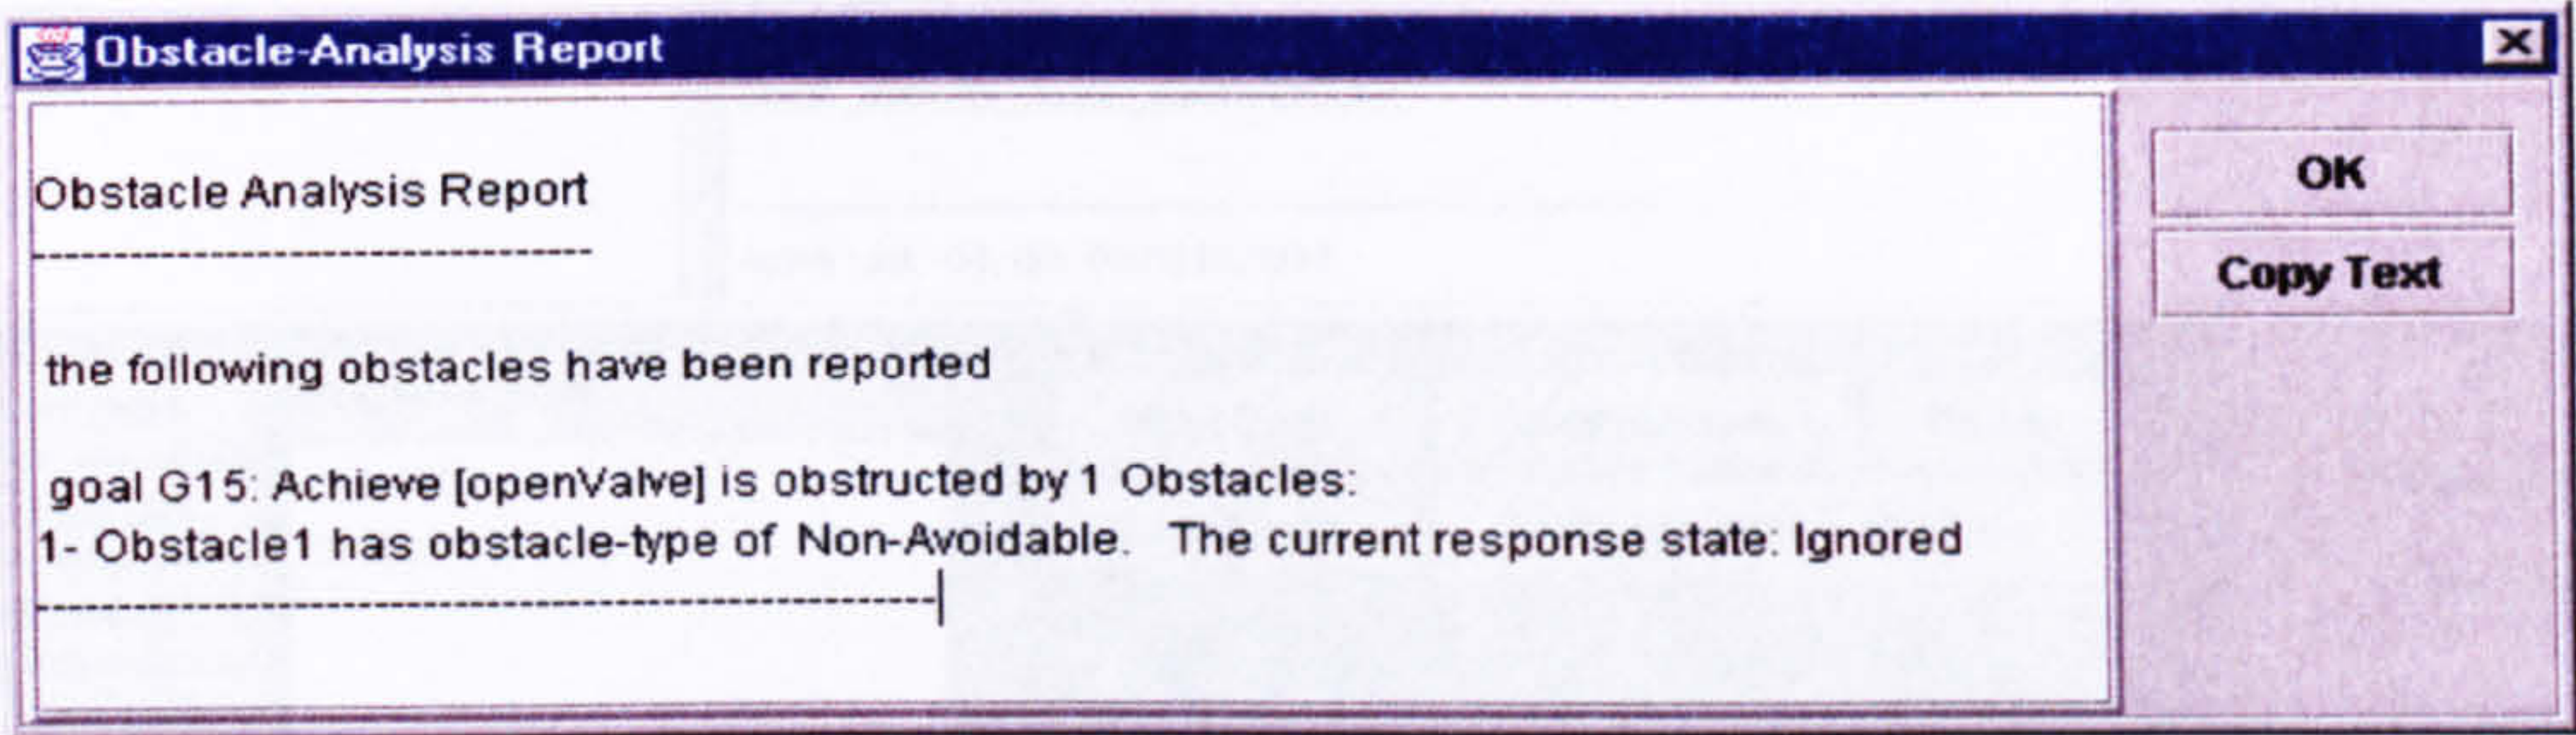 Obstacle-Analysis Report
Obstacle Analysis Report
------------------------------------
the following obstacles have been reported
goal G15: Achieve [openValve] is obstructed by 1 Obstacles:
1- Obstacle1 has obstacle-type of Non-Avoidable.  The current response state: Ignored
----------------------------------------------------------
OK
Copy Text